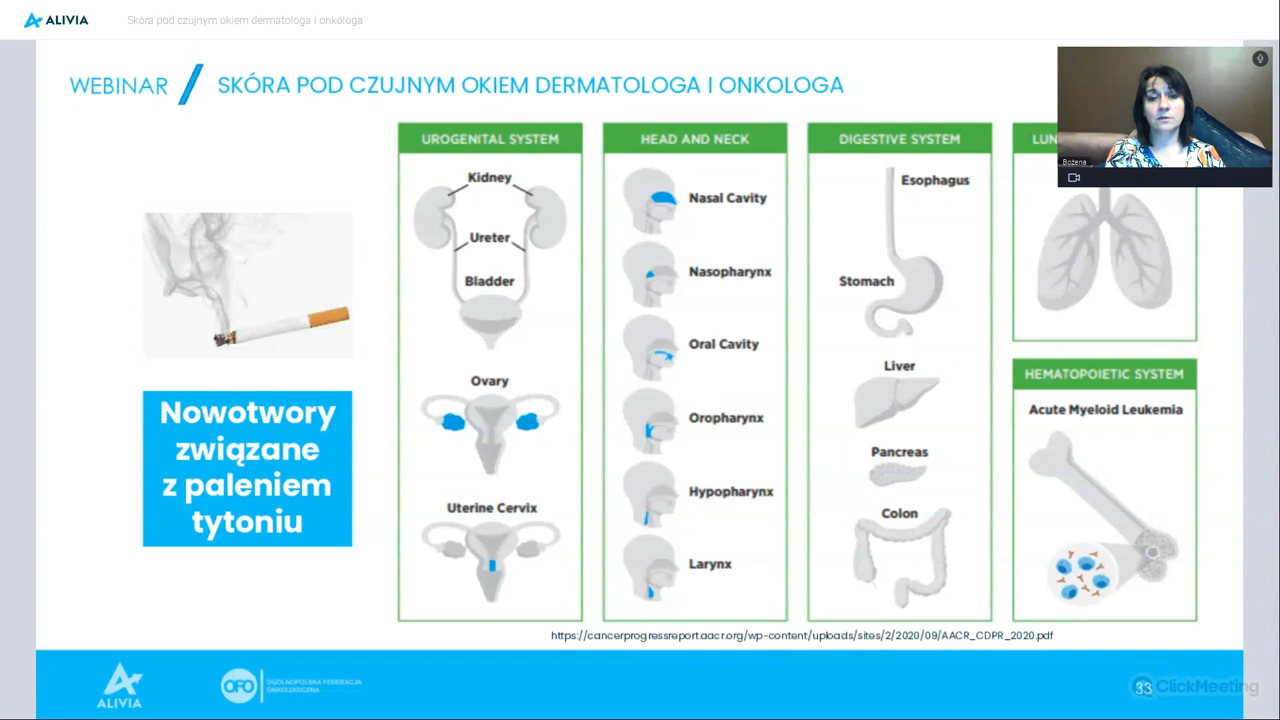 ALIVIA
Skóra pod czujnym okiem dermatologa i onkologa
WEBINAR / SKÓRA POD CZUJNYM OKIEM DERMATOLOGA I ONKOLOGA
Bożena
Nowotwory
związane
z paleniem
tytoniu
UROGENITAL SYSTEM
Kidney
Ureter
Bladder
Ovary
Uterine Cervix
HEAD AND NECK
Nasal Cavity
Nasopharynx
Oral Cavity
Oropharynx
Hypopharynx
Larynx
DIGESTIVE SYSTEM
Esophagus
Stomach
Liver
Pancreas
Colon
LUN
HEMATOPOIETIC SYSTEM
Acute Myeloid Leukemia
https://cancerprogressreport.aacr.org/wp-content/uploads/sites/2/2020/09/AACR_CDPR_2020.pdf
ALIVIA
OFO
OGÓLNOPOLSKA FEDERACJA
ONKOLOGICZNA
33
ClickMeeting